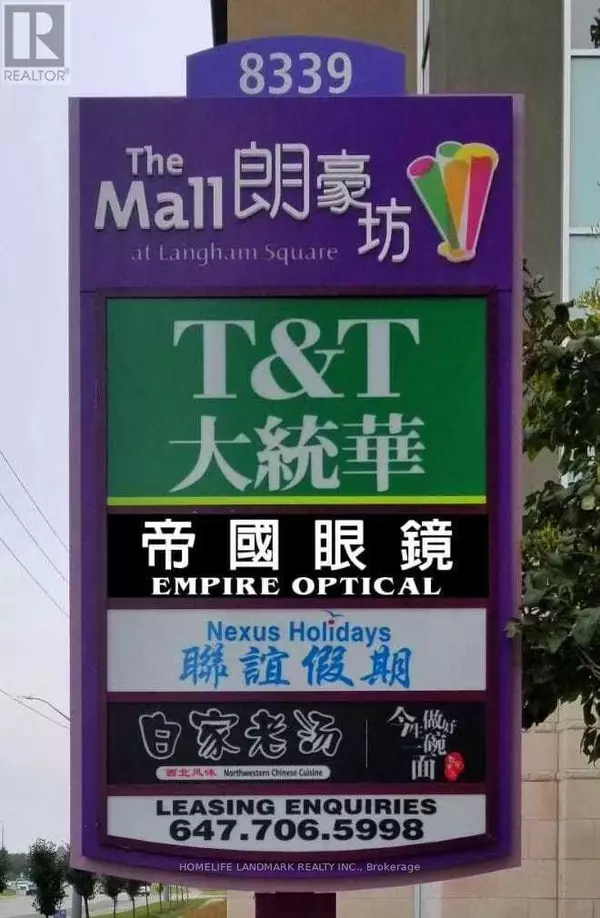 REALTOR®
8339
The Mall 朗豪坊
at Langham Square
T&T
大統華
帝國眼鏡
EMPIRE OPTICAL
Nexus Holidays
聯誼假期
白家老汤
西北风味 Northwestern Chinese Cuisine
今生做好
一碗
面
LEASING ENQUIRIES
647.706.5998
HOMELIFE LANDMARK REALTY INC., Brokerage